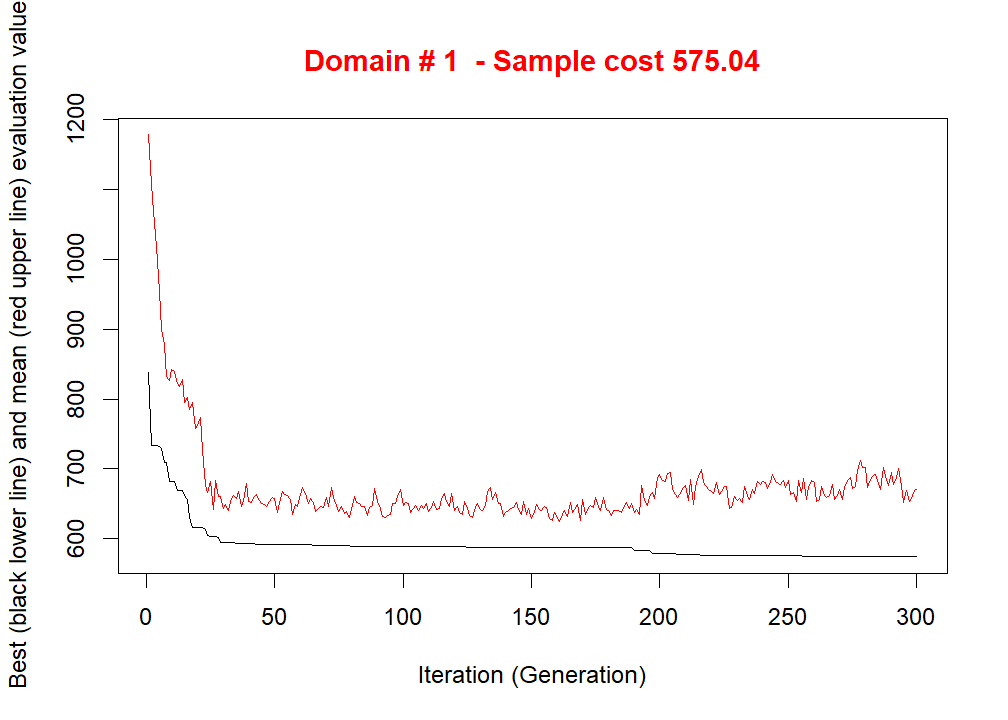 Domain # 1  - Sample cost 575.04
Best (black lower line) and mean (red upper line) evaluation value
1200
1000
900
800
700
600
0 50 100 150 200 250 300
Iteration (Generation)